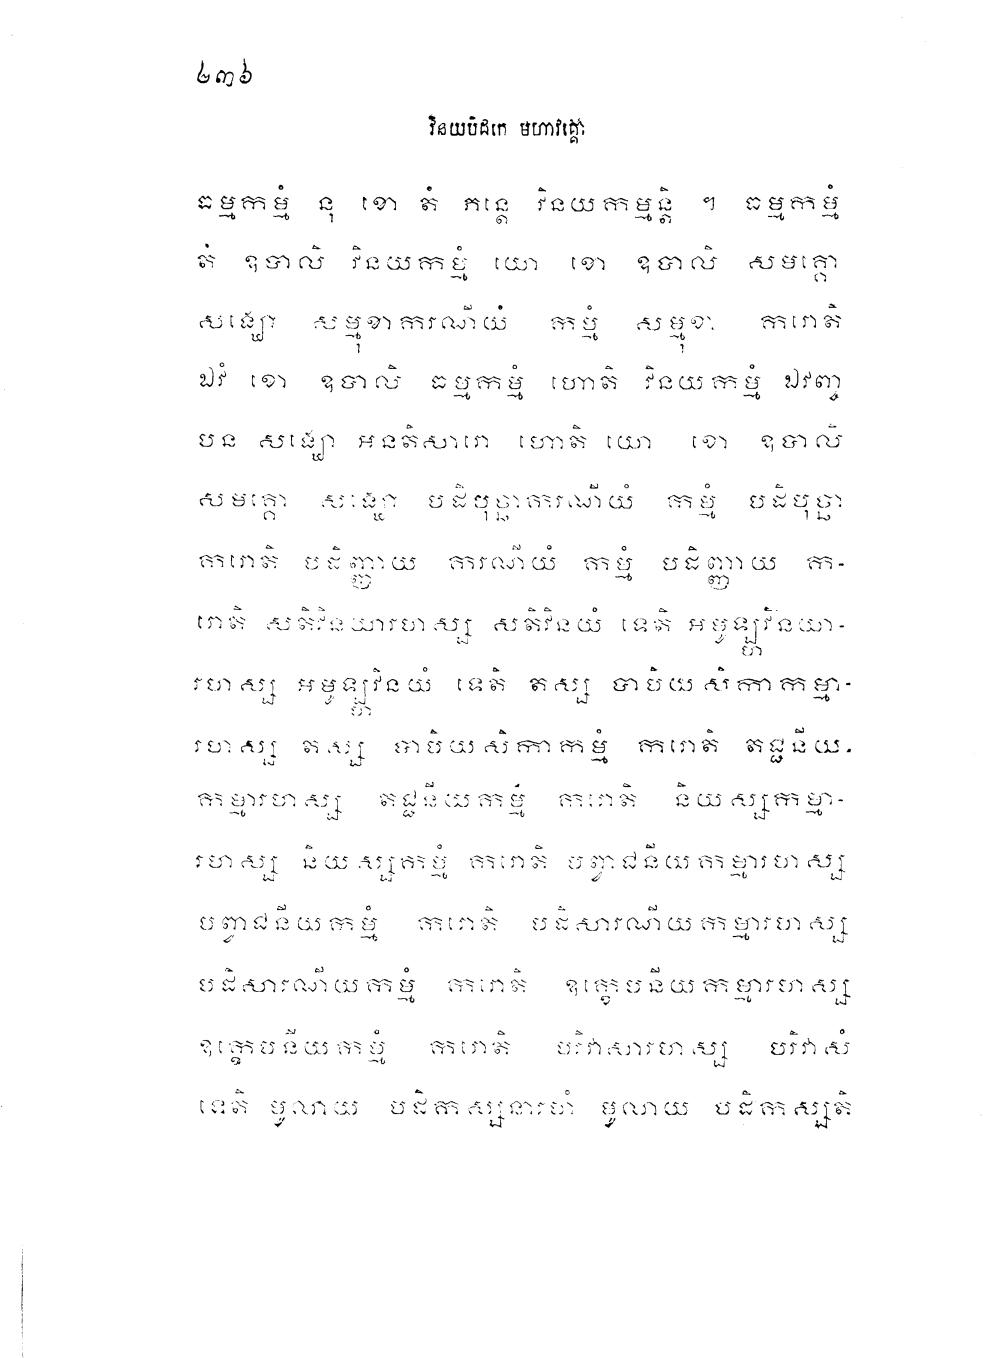 ២៣៦
វិនយបិដកេ មហាវគ្គោ
ធម្មកម្មំ នុ ខោ តំ ភន្តេ វិនយកម្មន្តិ ។ ធម្មកម្មំ
តំ ឧបាលិ វិនយកម្មំ យោ ខោ ឧបាលិ សមគ្គោ
សង្ឃោ សម្មុខាករណីយំ កម្មំ សម្មុខា ករោតិ
ឯវំ ខោ ឧបាលិ ធម្មកម្មំ ហោតិ វិនយកម្មំ ឯវញ្ច
បន សង្ឃោ អនតិសារោ ហោតិ យោ ខោ ឧបាលិ
សមគ្គោ សង្ឃោ បដិបុច្ឆាករណីយំ កម្មំ បដិបុច្ឆា
ករោតិ បដិញ្ញាយ ករណីយំ កម្មំ បដិញ្ញាយ ក-
រោតិ សតិវិនយារហស្ស សតិវិនយំ ទេតិ អមូឡ្ហវិនយា-
រហស្ស អមូឡ្ហវិនយំ ទេតិ តស្ស បាបិយសិកាកម្មា-
រហស្ស តស្ស បាបិយសិកាកម្មំ ករោតិ តជ្ជនីយ-
កម្មារហស្ស តជ្ជនីយកម្មំ ករោតិ និយស្សកម្មា-
រហស្ស និយស្សកម្មំ ករោតិ បព្វាជនីយកម្មារហស្ស
បព្វាជនីយកម្មំ ករោតិ បដិសារណីយកម្មារហស្ស
បដិសារណីយកម្មំ ករោតិ ឧក្ខេបនីយកម្មារហស្ស
ឧក្ខេបនីយកម្មំ ករោតិ បរិវាសារហស្ស បរិវាសំ
ទេតិ មូលាយ បដិកស្សនារហំ មូលាយ បដិកស្សតិ